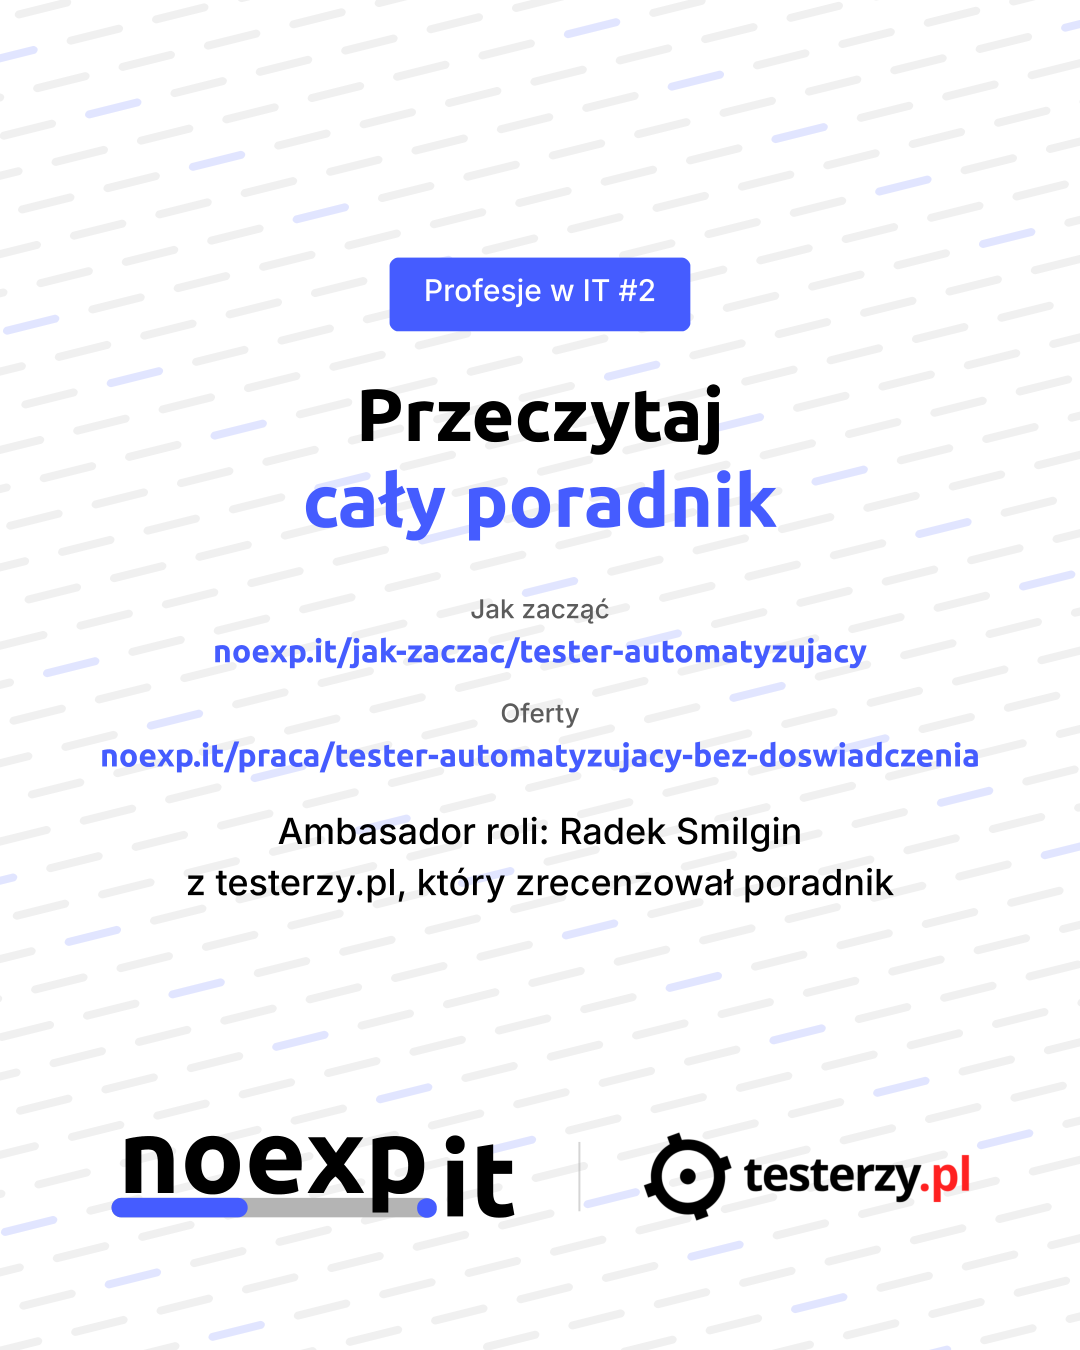 Profesje w IT #2
Przeczytaj
cały poradnik
Jak zacząć
noexp.it/jak-zaczac/tester-automatyzujacy
Oferty
noexp.it/praca/tester-automatyzujacy-bez-doswiadczenia
Ambasador roli: Radek Smilgin
z testerzy.pl, który zrecenzował poradnik
noexp.it
testerzy.pl